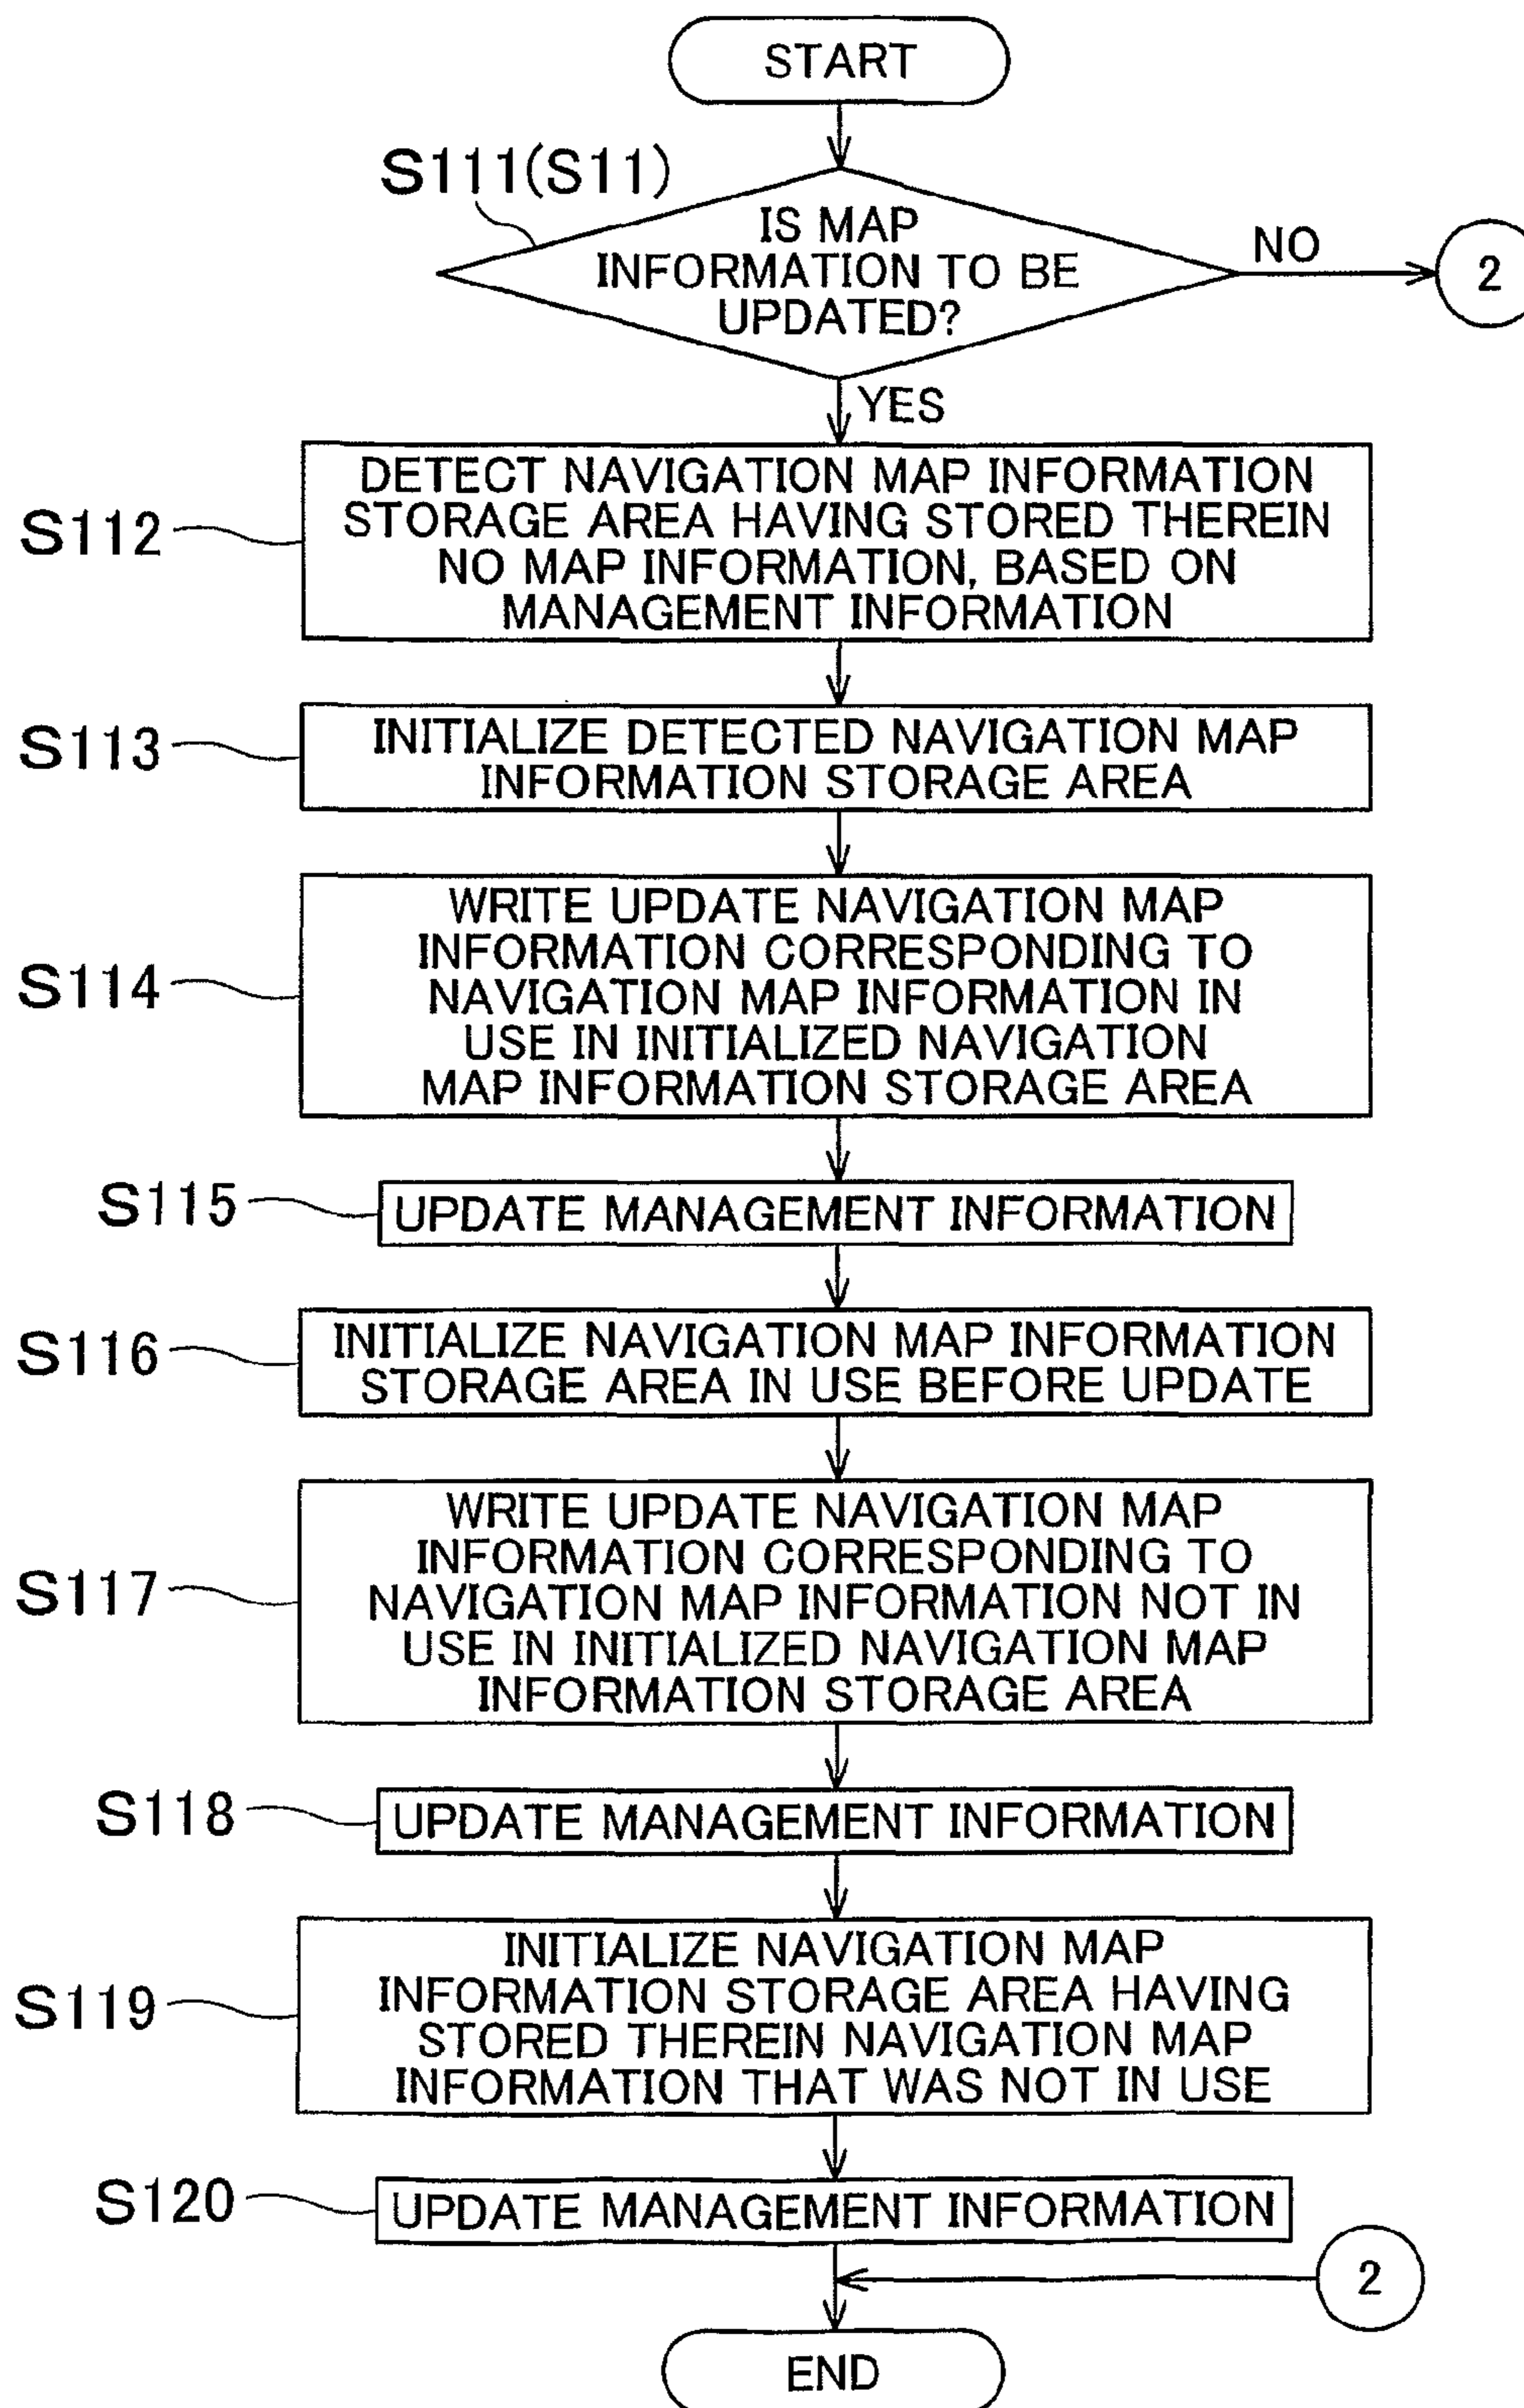 START
S111(S11)
IS MAP
INFORMATION TO BE
UPDATED?
NO
2
YES
S112
DETECT NAVIGATION MAP INFORMATION
STORAGE AREA HAVING STORED THEREIN
NO MAP INFORMATION, BASED ON
MANAGEMENT INFORMATION
S113
INITIALIZE DETECTED NAVIGATION MAP
INFORMATION STORAGE AREA
S114
WRITE UPDATE NAVIGATION MAP
INFORMATION CORRESPONDING TO
NAVIGATION MAP INFORMATION IN
USE IN INITIALIZED NAVIGATION
MAP INFORMATION STORAGE AREA
S115
UPDATE MANAGEMENT INFORMATION
S116
INITIALIZE NAVIGATION MAP INFORMATION
STORAGE AREA IN USE BEFORE UPDATE
S117
WRITE UPDATE NAVIGATION MAP
INFORMATION CORRESPONDING TO
NAVIGATION MAP INFORMATION NOT IN
USE IN INITIALIZED NAVIGATION MAP
INFORMATION STORAGE AREA
S118
UPDATE MANAGEMENT INFORMATION
S119
INITIALIZE NAVIGATION MAP
INFORMATION STORAGE AREA HAVING
STORED THEREIN NAVIGATION MAP
INFORMATION THAT WAS NOT IN USE
S120
UPDATE MANAGEMENT INFORMATION
2
END